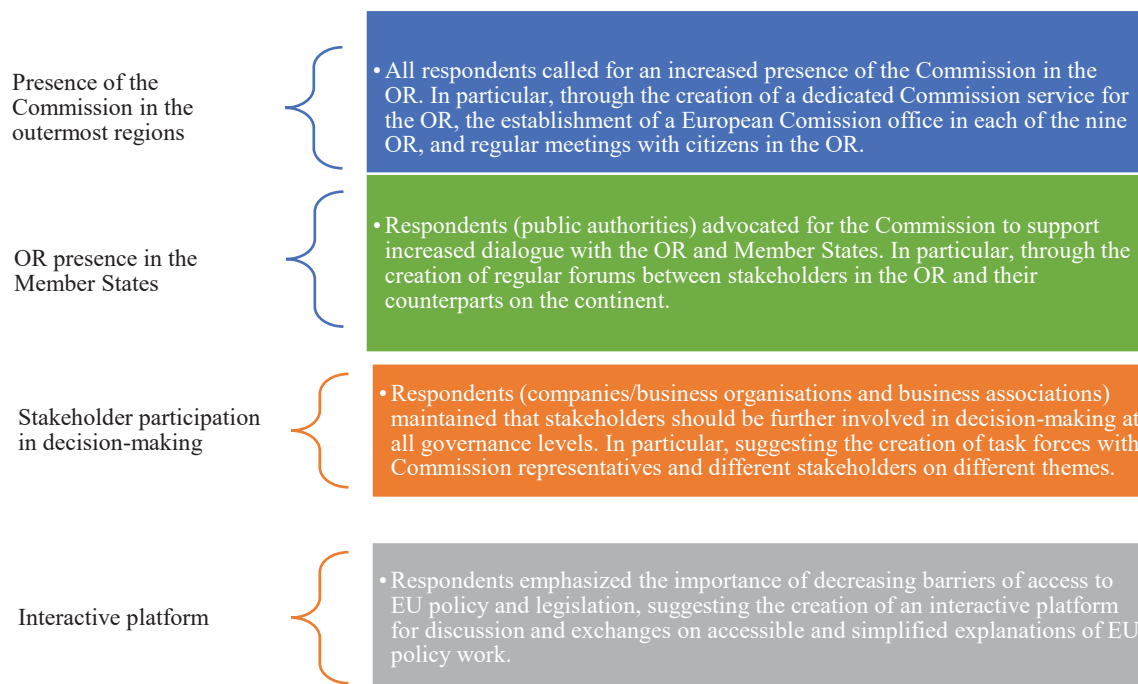 Presence of the
Commission in the
outermost regions
• All respondents called for an increased presence of the Commission in the
OR. In particular, through the creation of a dedicated Commission service for
the OR, the establishment of a European Comission office in each of the nine
OR, and regular meetings with citizens in the OR.
OR presence in the
Member States
• Respondents (public authorities) advocated for the Commission to support
increased dialogue with the OR and Member States. In particular, through the
creation of regular forums between stakeholders in the OR and their
counterparts on the continent.
Stakeholder participation
in decision-making
• Respondents (companies/business organisations and business associations)
maintained that stakeholders should be further involved in decision-making at
all governance levels. In particular, suggesting the creation of task forces with
Commission representatives and different stakeholders on different themes.
Interactive platform
• Respondents emphasized the importance of decreasing barriers of access to
EU policy and legislation, suggesting the creation of an interactive platform
for discussion and exchanges on accessible and simplified explanations of EU
policy work.